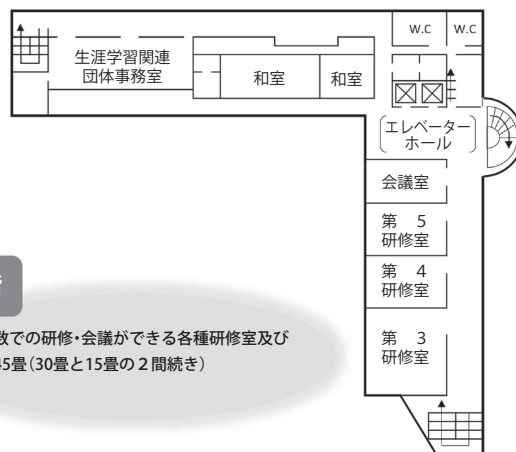 W.C
W.C
生涯学習関連
団体事務室
和室
和室
エレベーター
ホール
会議室
第 5
研修室
第 4
研修室
第 3
研修室
数での研修・会議ができる各種研修室及び
45畳（30畳と15畳の２間続き）